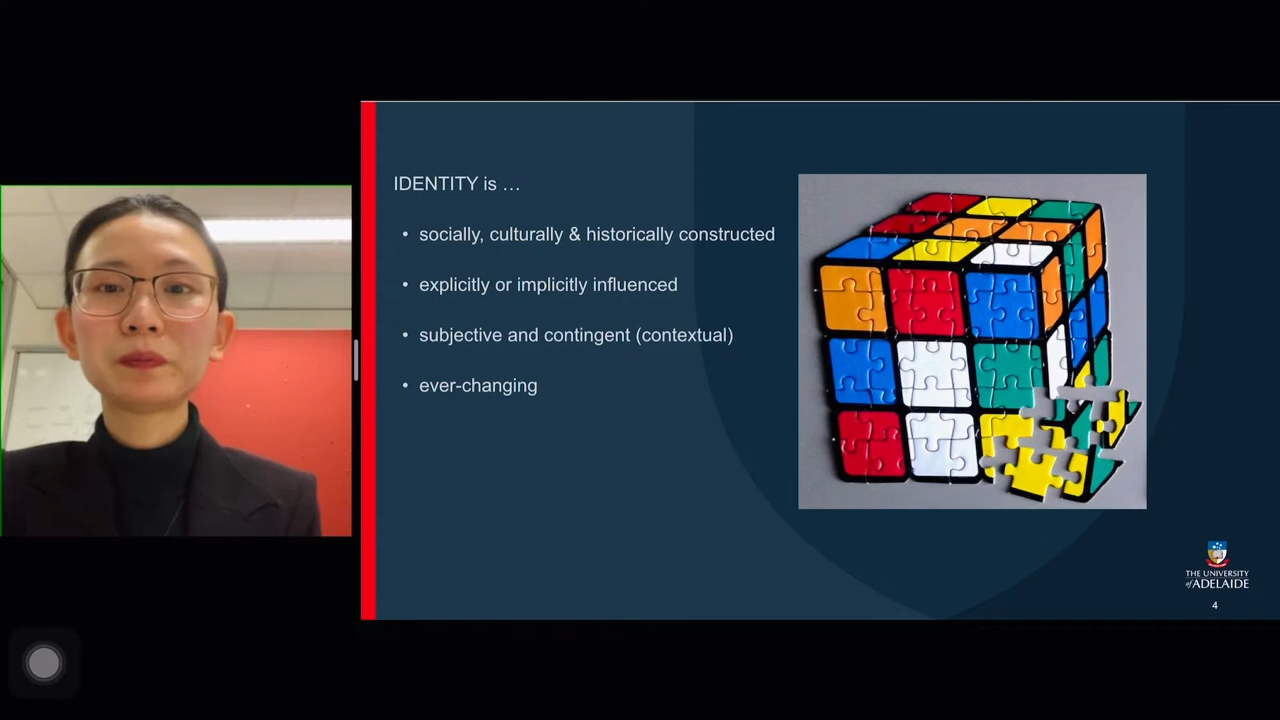 IDENTITY is …
• socially, culturally & historically constructed
• explicitly or implicitly influenced
• subjective and contingent (contextual)
• ever-changing
THE UNIVERSITY
of ADELAIDE
4